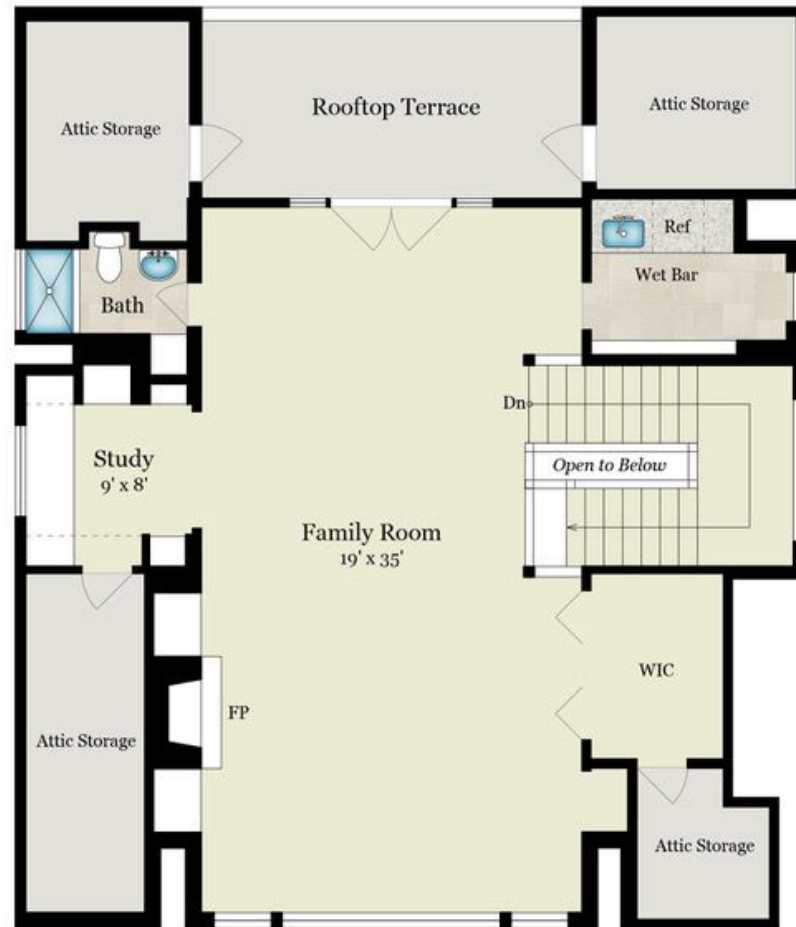 Attic Storage
Rooftop Terrace
Attic Storage
Ref
Wet Bar
Bath
Dn
Study
9' x 8'
Open to Below
Family Room
19' x 35'
WIC
FP
Attic Storage
Attic Storage